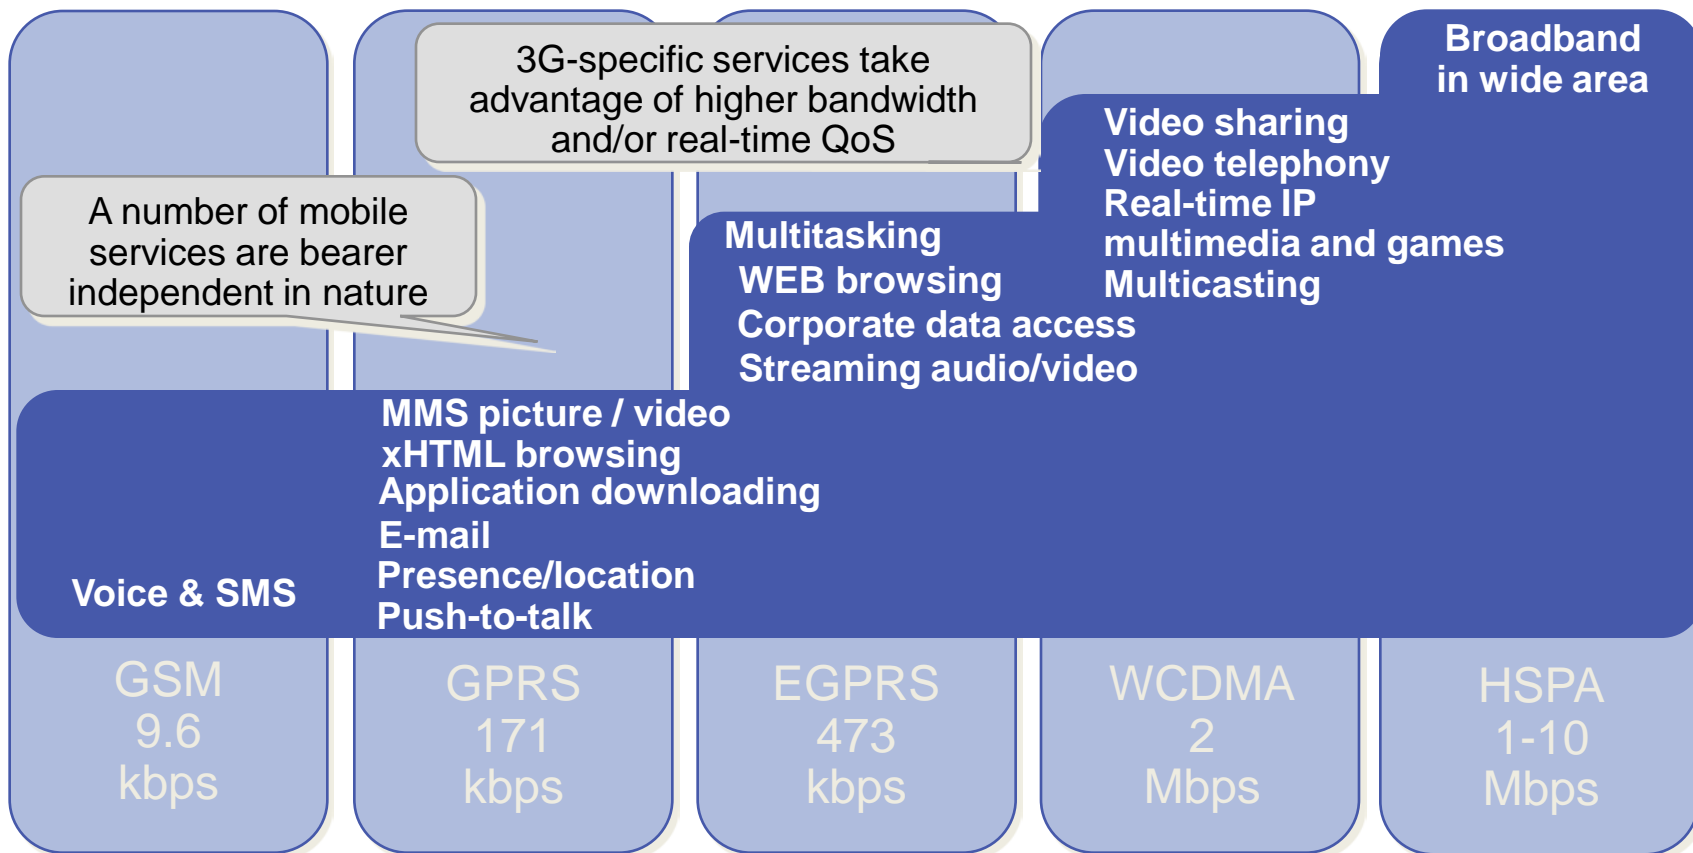 3G-specific services take
advantage of higher bandwidth
and/or real-time QoS
A number of mobile
services are bearer
independent in nature
Broadband
in wide area
Video sharing
Video telephony
Real-time IP
multimedia and games
Multicasting
Multitasking
WEB browsing
Corporate data access
Streaming audio/video
MMS picture / video
xHTML browsing
Application downloading
E-mail
Presence/location
Push-to-talk
Voice & SMS
GSM
9.6
kbps
GPRS
171
kbps
EGPRS
473
kbps
WCDMA
2
Mbps
HSPA
1-10
Mbps